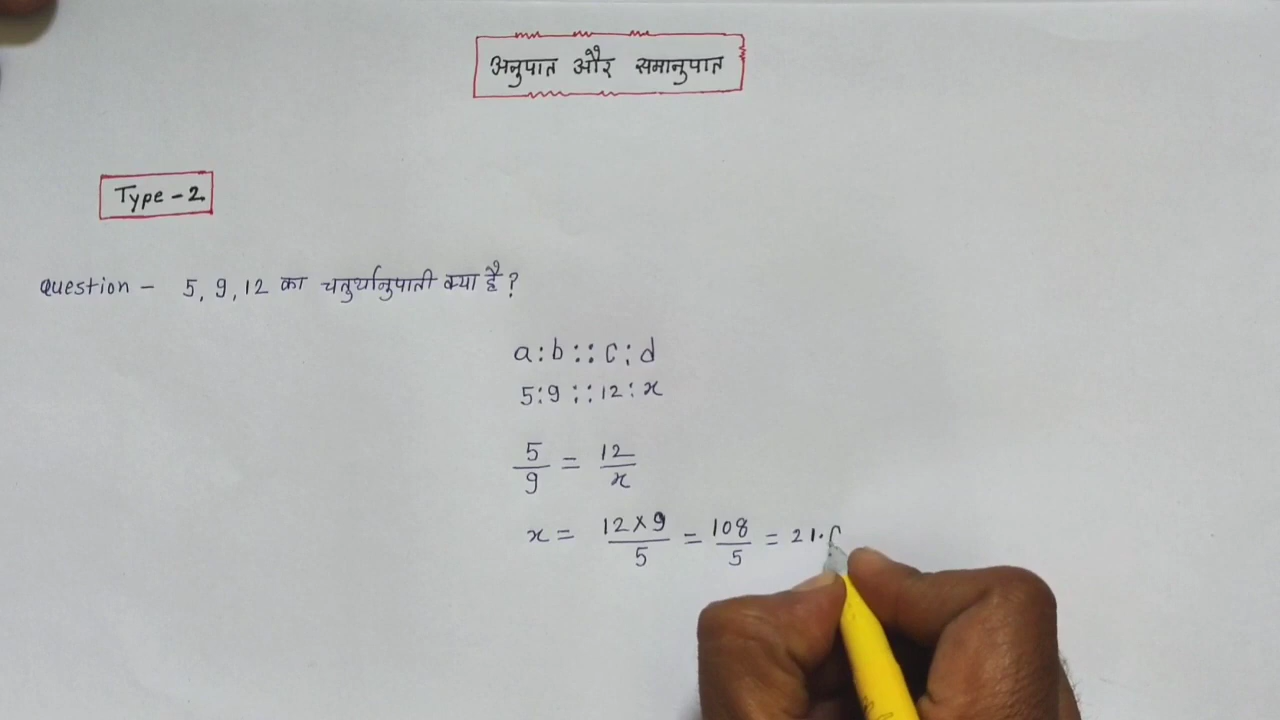 अनुपात और समानुपात
Type - 2
Question - 5, 9, 12 का चतुर्थानुपाती क्या है ?
a : b : : c : d
5 : 9 : : 12 : x
5/9 = 12/x
x = 12 × 9/5 = 108/5 = 21.